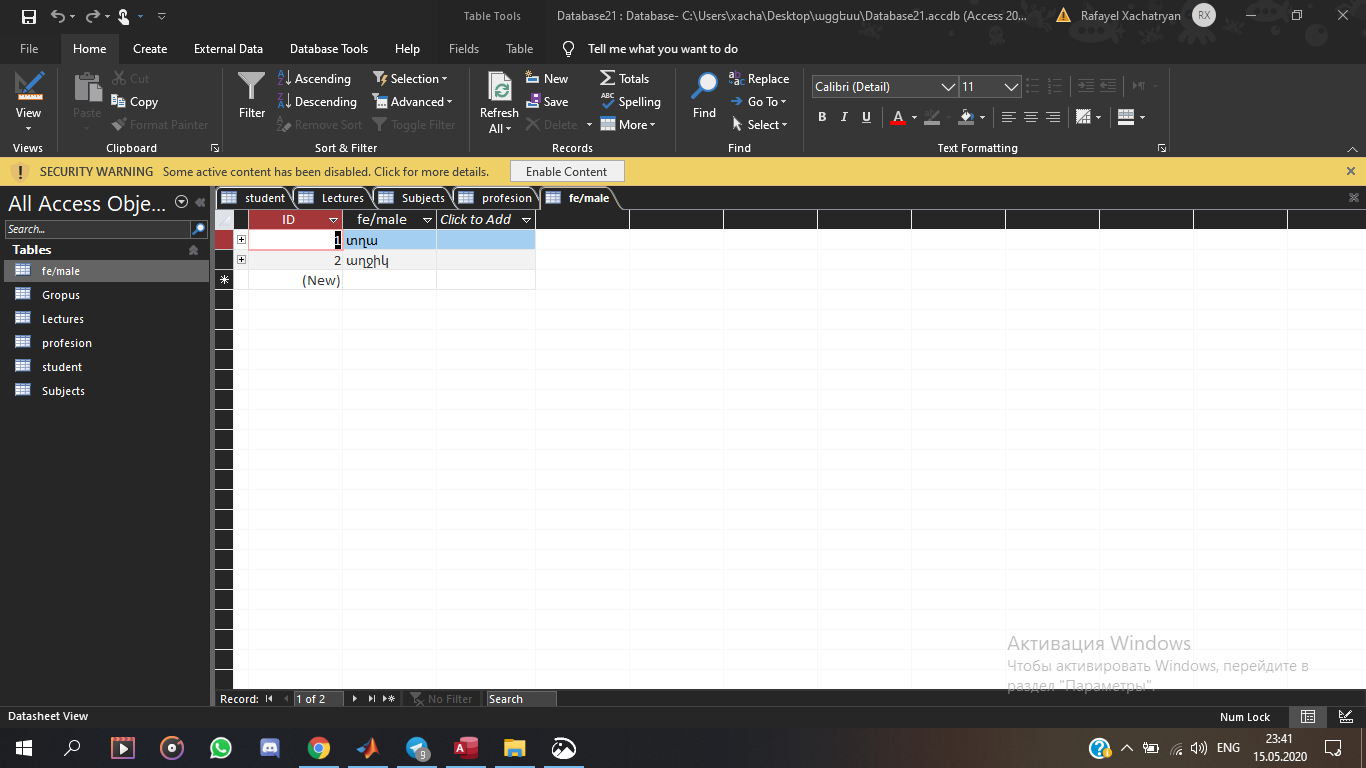 Table Tools Database21 : Database- C:\Users\xacha\Desktop\պցցեսս\Database21.accdb (Access 20... Rafayel Xachatryan RX
File Home Create External Data Database Tools Help Fields Table Tell me what you want to do
Cut Ascending Selection New Totals Replace Calibri (Detail) 11
View Paste Copy Filter Descending Advanced Refresh All Save Spelling Find Go To
Format Painter Remove Sort Toggle Filter Delete More Select B I U A
Views Clipboard Sort & Filter Records Find Text Formatting
! SECURITY WARNING Some active content has been disabled. Click for more details. Enable Content
All Access Obje... student Lectures Subjects profesion fe/male
Search... ID fe/male Click to Add
Tables 1 տղա
fe/male 2 աղջիկ
(New)
Gropus
Lectures
profesion
student
Subjects
Активация Windows
Чтобы активировать Windows, перейдите в
раздел "Параметры".
Record: 1 of 2 No Filter Search
Datasheet View Num Lock
9 A ? ENG 23:41
15.05.2020